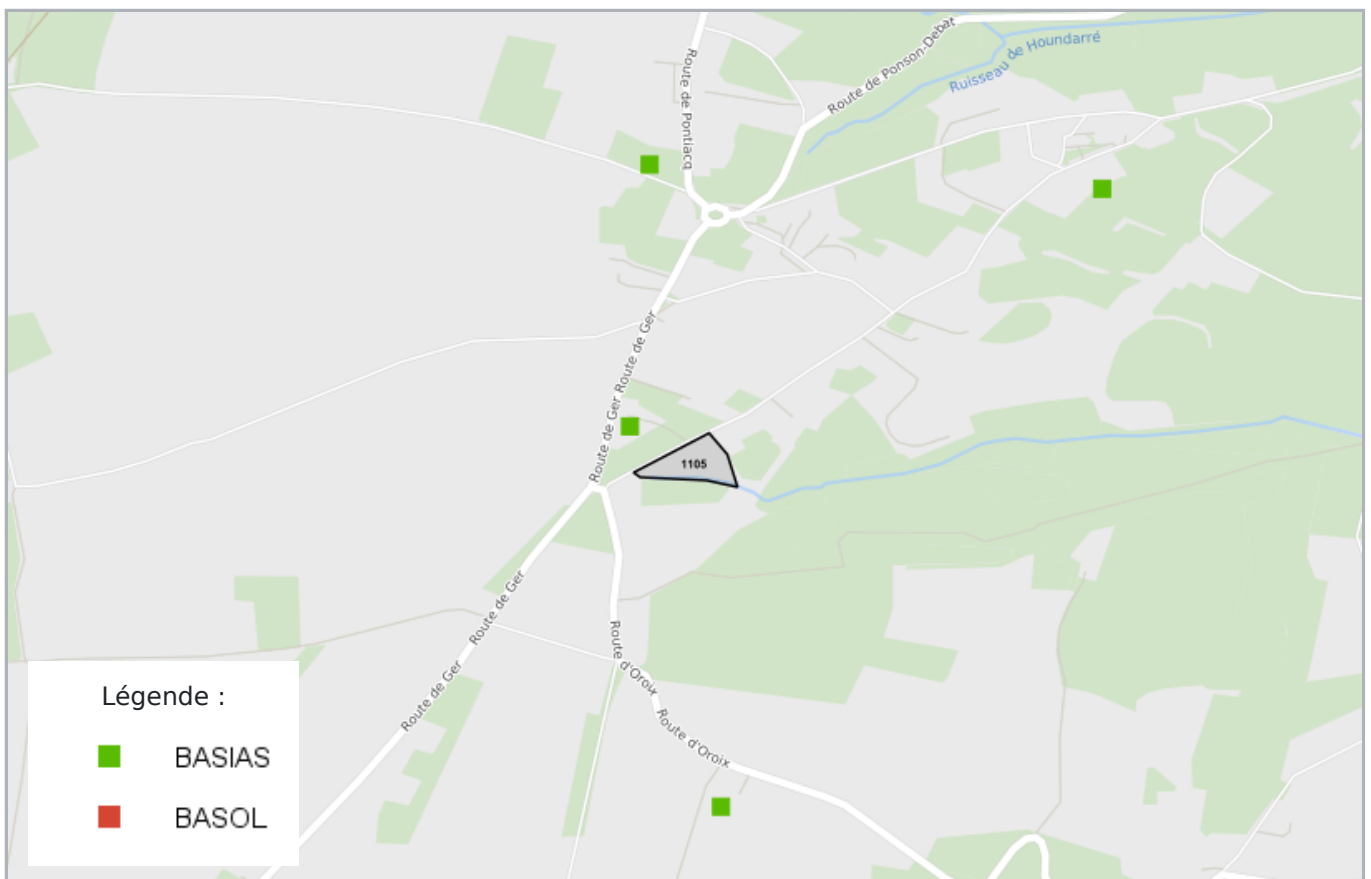 Route de Pontiacq
Route de Ponson-Debat
Ruisseau de Houndarré
Route de Ger
Route de Ger
1105
Route de Ger
Route de Ger
Route d'Oroix
Route d'Oroix
Légende :
BASIAS
BASOL